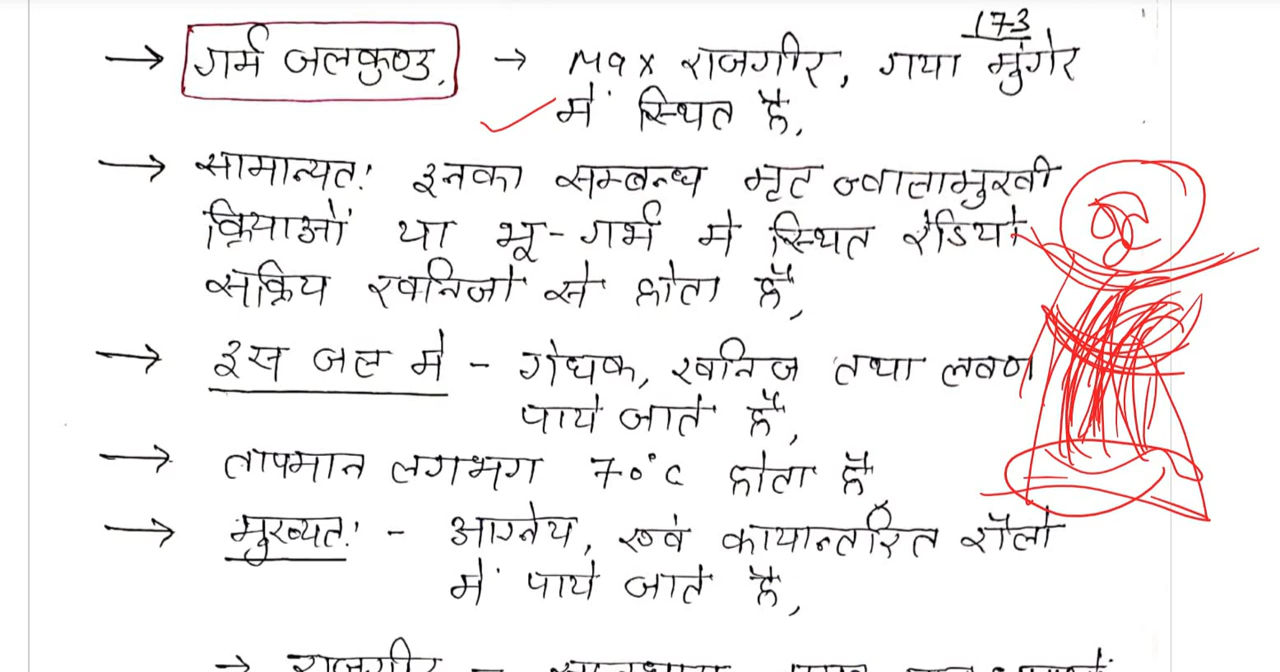 173
→ गर्म जलकुण्ड, → Max राजगीर, गया मुंगेर
में स्थित है,
→ सामान्यत: इनका सम्बन्ध मृत ज्वालामुखी
क्रियाओं या भू-गर्भ में स्थित रेडियो
सक्रिय खनिजों से होता है,
→ इस जल में - गंधक, खनिज तथा लवण
पाये जाते हैं,
→ तापमान लगभग 70°C होता है
→ मुख्यत: - आग्नेय, एवं कायान्तरित शैलों
में पाये जाते है,
→ राजगीर -